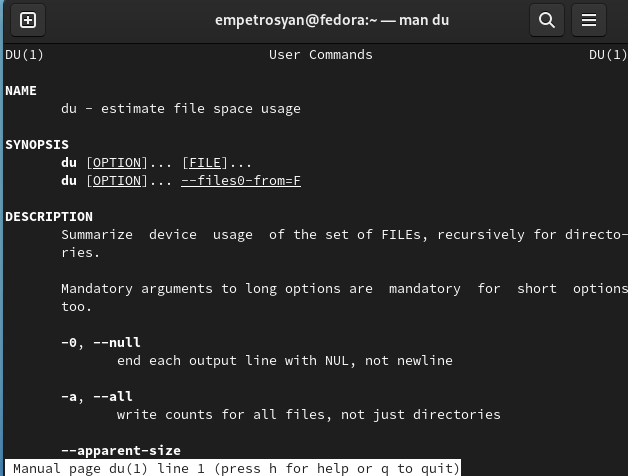 empetrosyan@fedora:~ — man du
DU(1) User Commands DU(1)
NAME
du - estimate file space usage
SYNOPSIS
du [OPTION]... [FILE]...
du [OPTION]... --files0-from=F
DESCRIPTION
Summarize device usage of the set of FILEs, recursively for directo-
ries.
Mandatory arguments to long options are mandatory for short options
too.
-0, --null
end each output line with NUL, not newline
-a, --all
write counts for all files, not just directories
--apparent-size
Manual page du(1) line 1 (press h for help or q to quit)